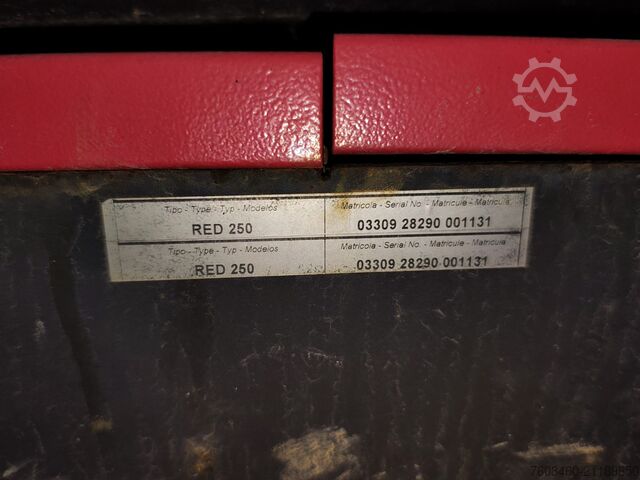 Tipo - Type - Typ - Modelos Matricola - Serial No. - Matricule - Matricula
RED 250 03309 28290 001131
Tipo - Type - Typ - Modelos Matricola - Serial No. - Matricule - Matricula
RED 250 03309 28290 001131